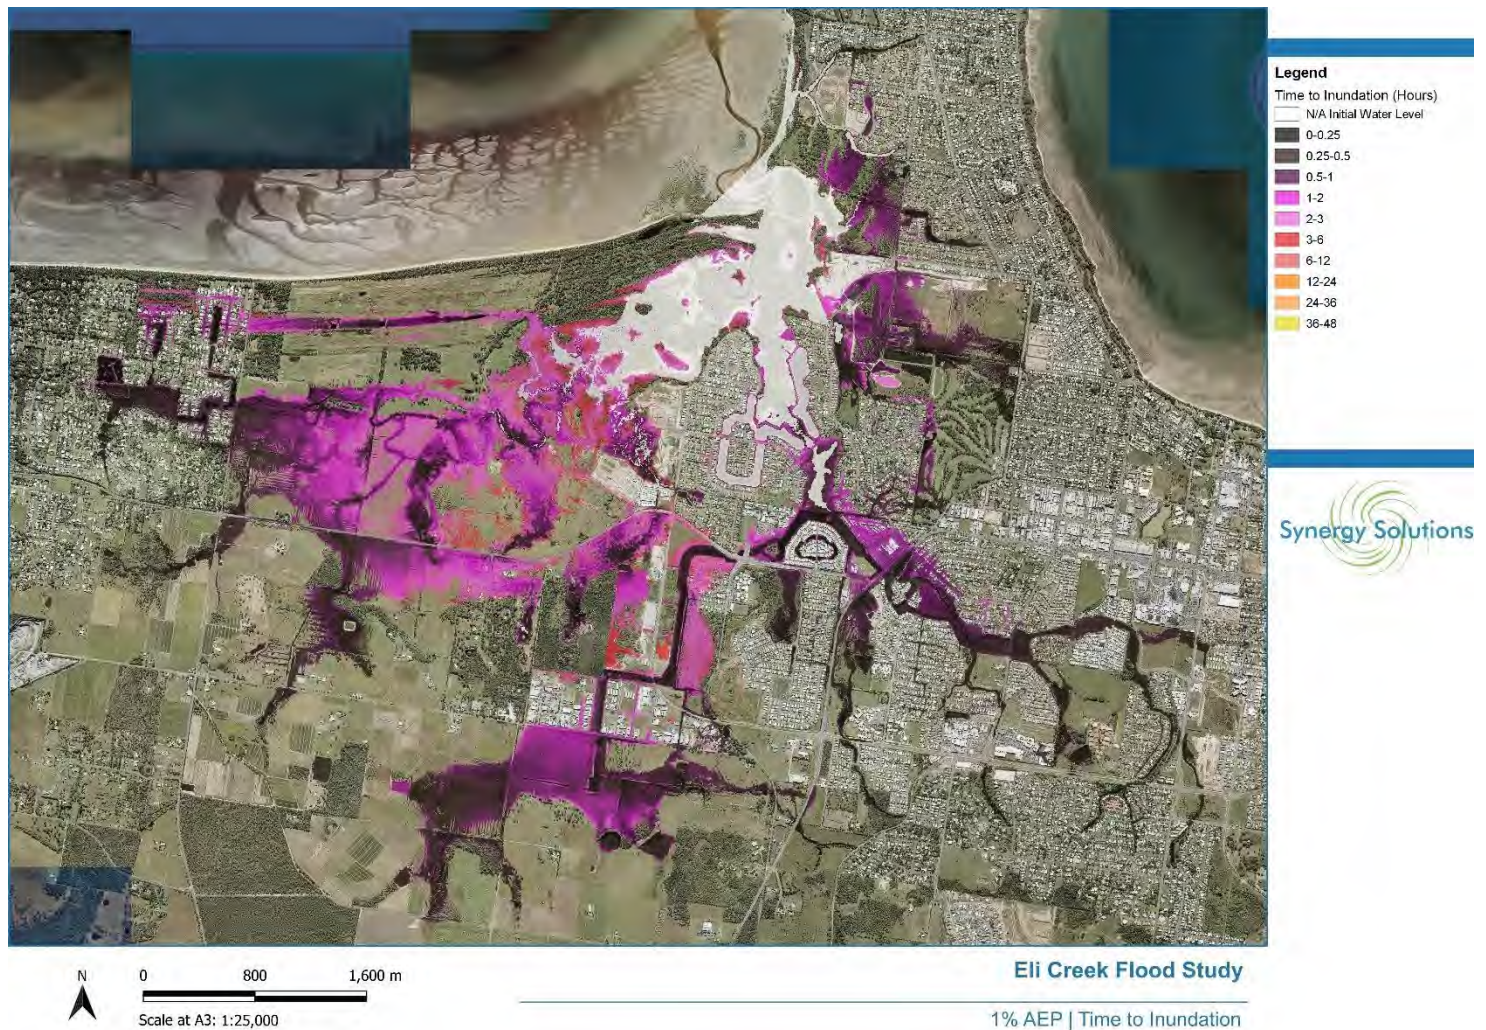 Legend
Time to Inundation (Hours)
N/A Initial Water Level
0-0.25
0.25-0.5
0.5-1
1-2
2-3
3-6
6-12
12-24
24-36
36-48
Synergy Solutions
N
0 800 1,600 m
Scale at A3: 1:25,000
Eli Creek Flood Study
1% AEP | Time to Inundation